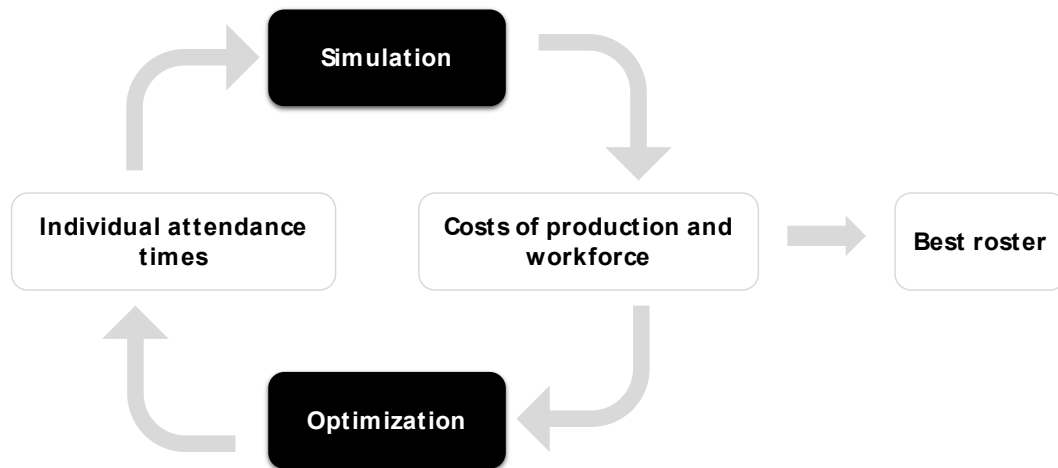 Simulation
Individual attendance
times
Costs of production and
workforce
Best roster
Optimization